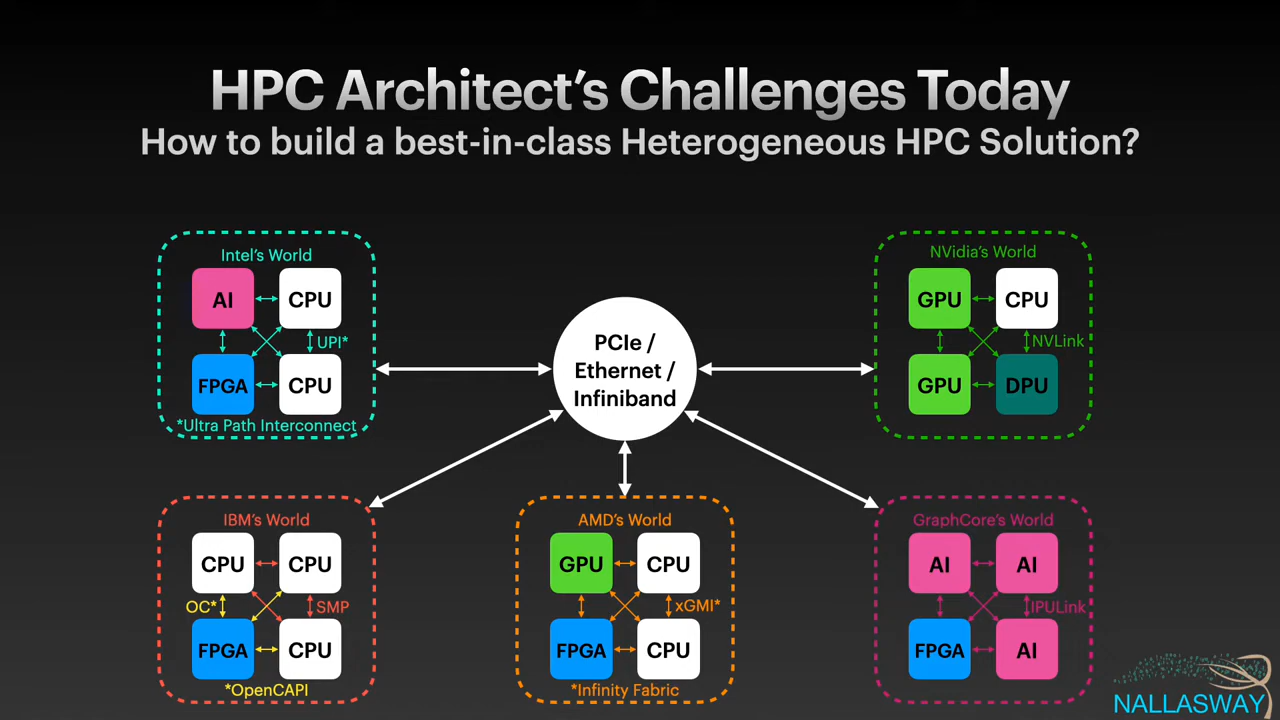 HPC Architect's Challenges Today
How to build a best-in-class Heterogeneous HPC Solution?
Intel's World
AI
CPU
UPI*
FPGA
CPU
*Ultra Path Interconnect
PCIe /
Ethernet /
Infiniband
NVidia's World
GPU
CPU
NVLink
GPU
DPU
IBM's World
CPU
CPU
OC*
SMP
FPGA
CPU
*OpenCAPI
AMD's World
GPU
CPU
xGMI*
FPGA
CPU
*Infinity Fabric
GraphCore's World
AI
AI
IPULink
FPGA
AI
NALLASWAY